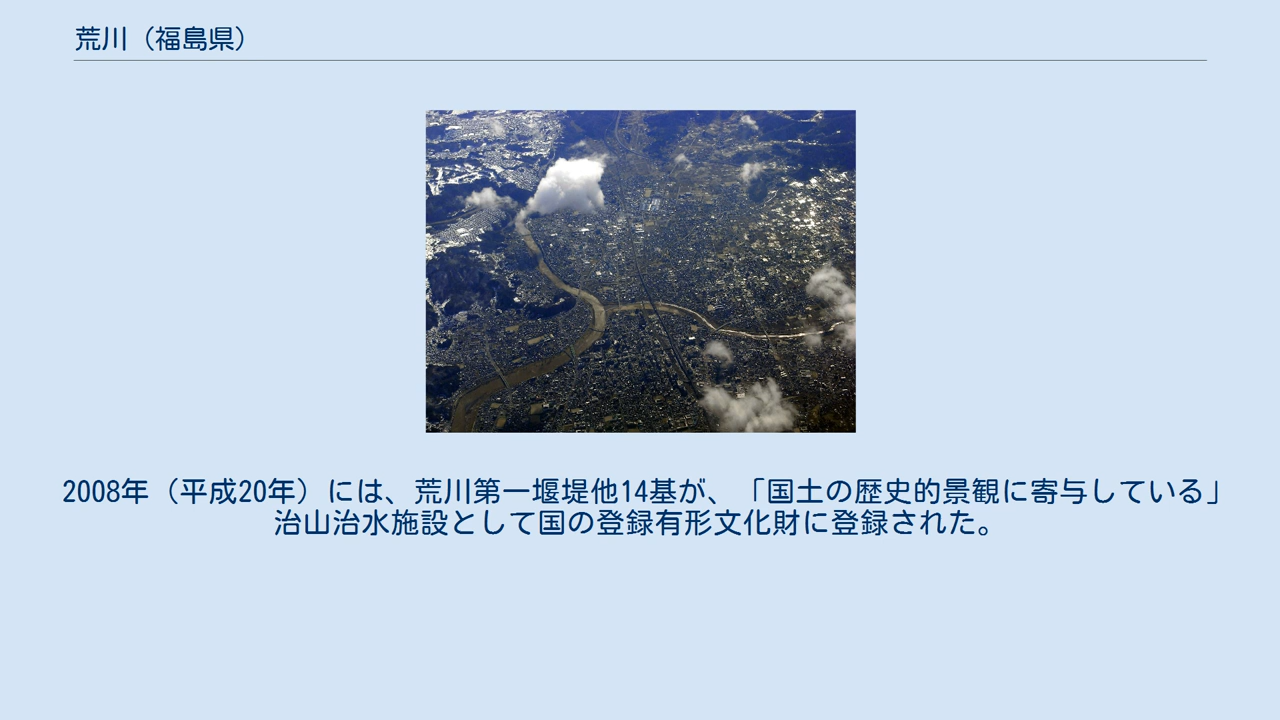 荒川（福島県）
2008年（平成20年）には、荒川第一堰堤他14基が、「国土の歴史的景観に寄与している」
治山治水施設として国の登録有形文化財に登録された。